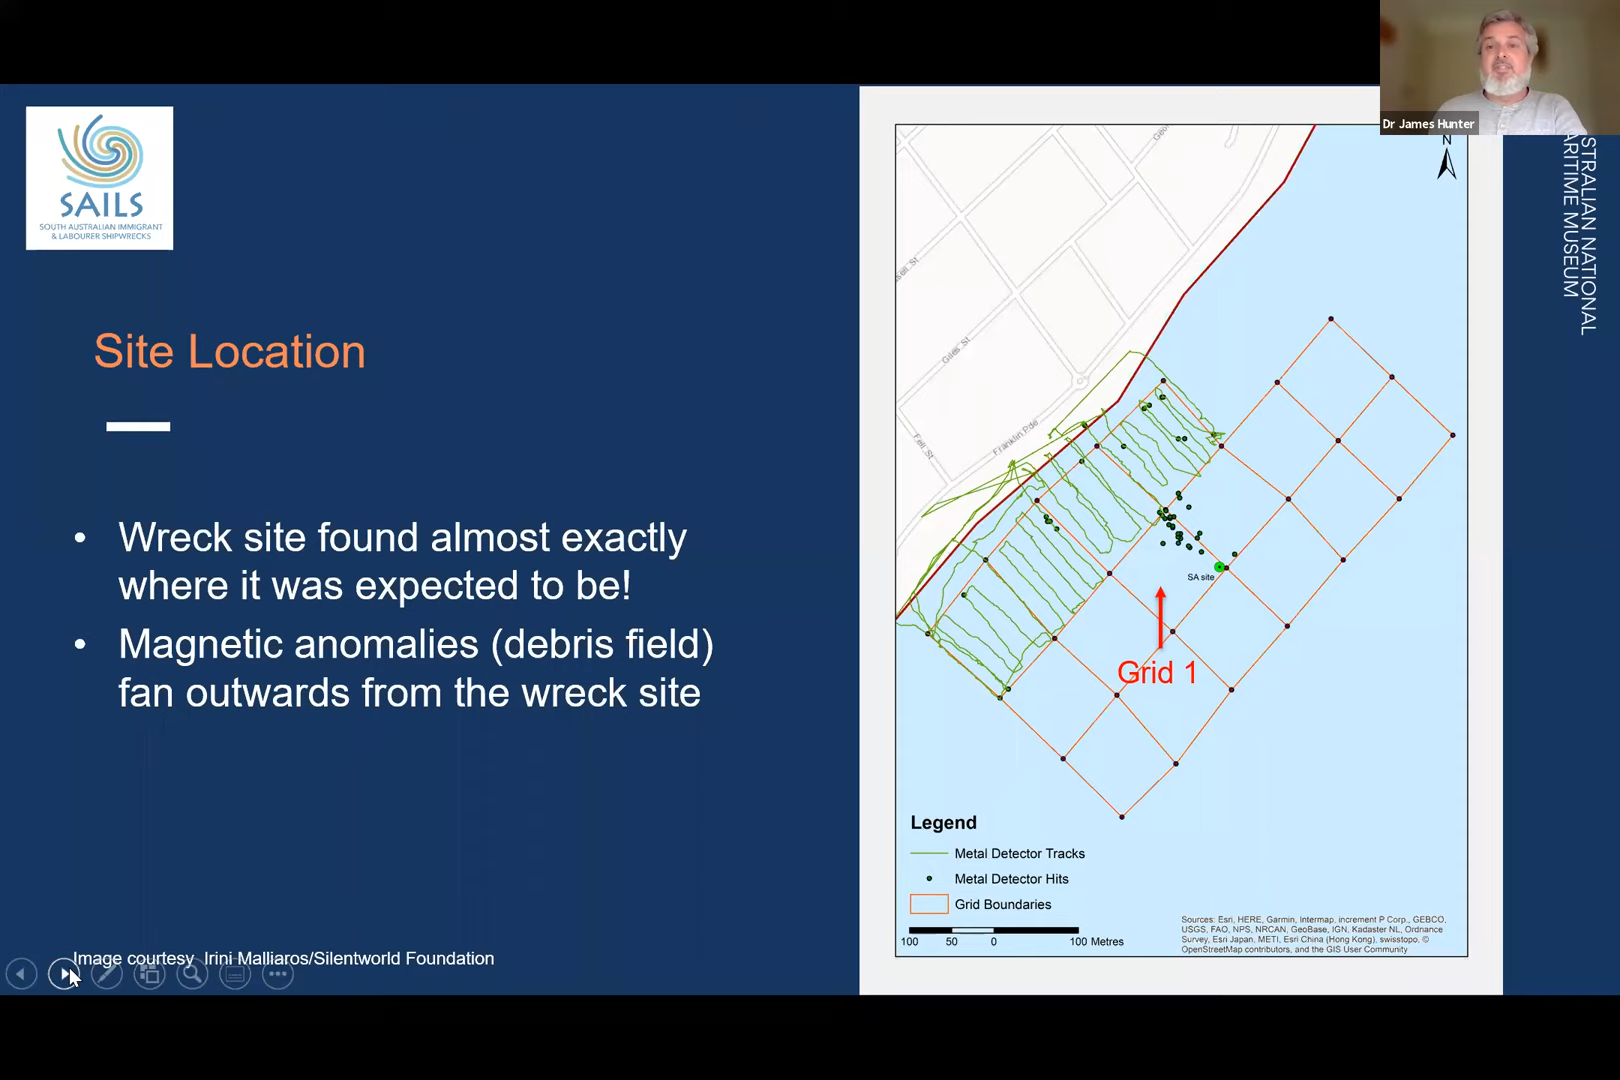 Dr James Hunter
SAILS
SOUTH AUSTRALIAN IMMIGRANT
& LABOURER SHIPWRECKS
Site Location
• Wreck site found almost exactly
where it was expected to be!
• Magnetic anomalies (debris field)
fan outwards from the wreck site
Image courtesy Irini Malliaros/Silentworld Foundation
N
Giles St
Franklin Pde
Fell St
SA site
Grid 1
Legend
Metal Detector Tracks
Metal Detector Hits
Grid Boundaries
100 50 0 100 Metres
Sources: Esri, HERE, Garmin, Intermap, increment P Corp., GEBCO,
USGS, FAO, NPS, NRCAN, GeoBase, IGN, Kadaster NL, Ordnance
Survey, Esri Japan, METI, Esri China (Hong Kong), swisstopo, ©
OpenStreetMap contributors, and the GIS User Community
STRALIAN NATIONAL
ARITIME MUSEUM